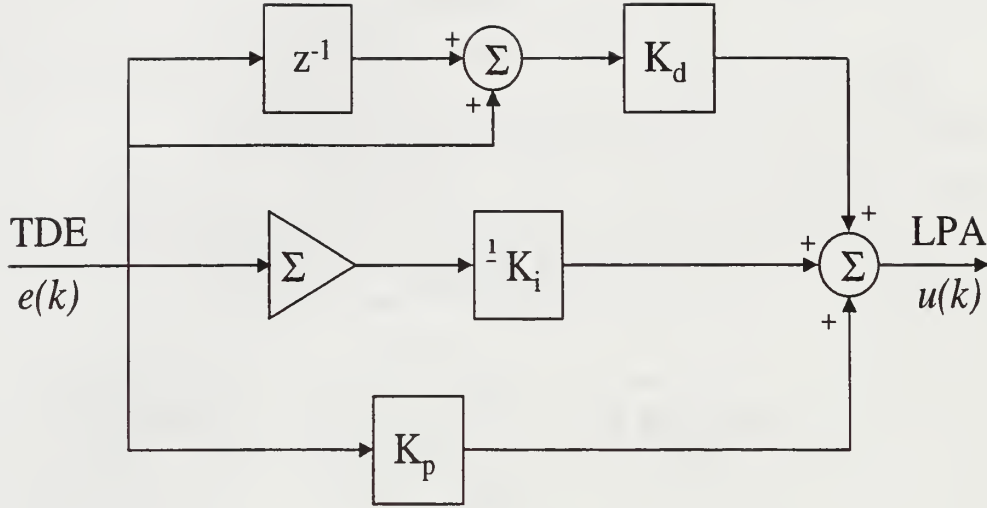 z⁻¹
+
Σ
+
K_d
TDE
e(k)
Σ
K_i
+
+
Σ
+
LPA
u(k)
K_p